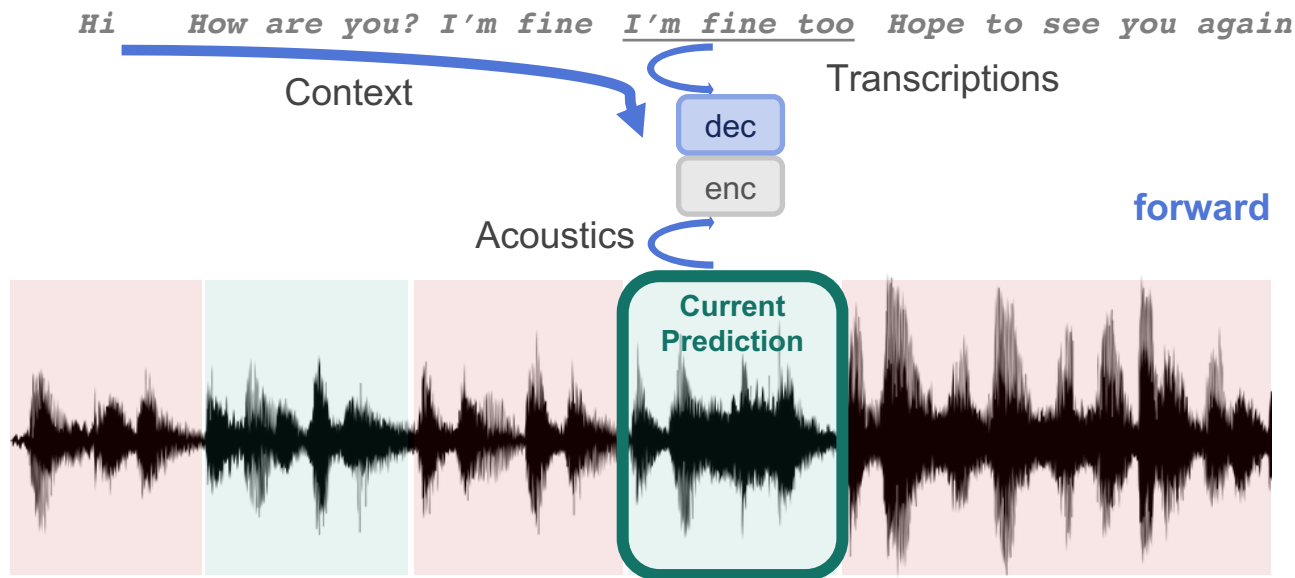 Hi How are you? I'm fine I'm fine too Hope to see you again
Context
Transcriptions
dec
enc
forward
Acoustics
Current
Prediction